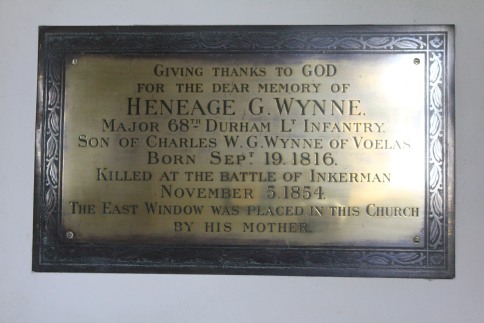 Giving thanks to GOD
for the dear memory of
Heneage G. Wynne.
Major 68TH Durham LT Infantry.
Son of Charles W. G. Wynne of Voelas
Born SepT. 19. 1816.
Killed at the battle of Inkerman
November 5. 1854.
The East Window was placed in this Church
by his mother.